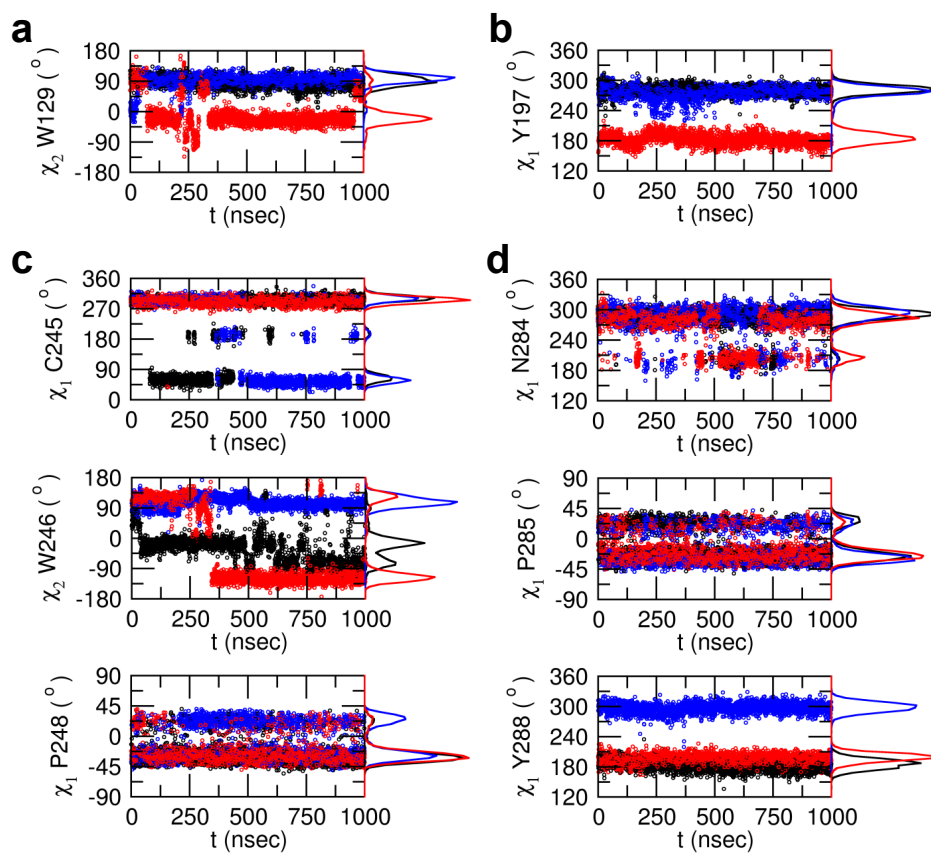 a
180
90
0
-90
-180
χ₂ W129 (°)
0 250 500 750 1000
t (nsec)
b
360
300
240
180
120
χ₁ Y197 (°)
0 250 500 750 1000
t (nsec)
c
360
270
180
90
0
χ₁ C245 (°)
0 250 500 750 1000
t (nsec)
d
360
300
240
180
120
χ₁ N284 (°)
0 250 500 750 1000
t (nsec)
180
90
0
-90
-180
χ₂ W246 (°)
0 250 500 750 1000
t (nsec)
90
45
0
-45
-90
χ₁ P285 (°)
0 250 500 750 1000
t (nsec)
90
45
0
-45
-90
χ₁ P248 (°)
0 250 500 750 1000
t (nsec)
360
300
240
180
120
χ₁ Y288 (°)
0 250 500 750 1000
t (nsec)